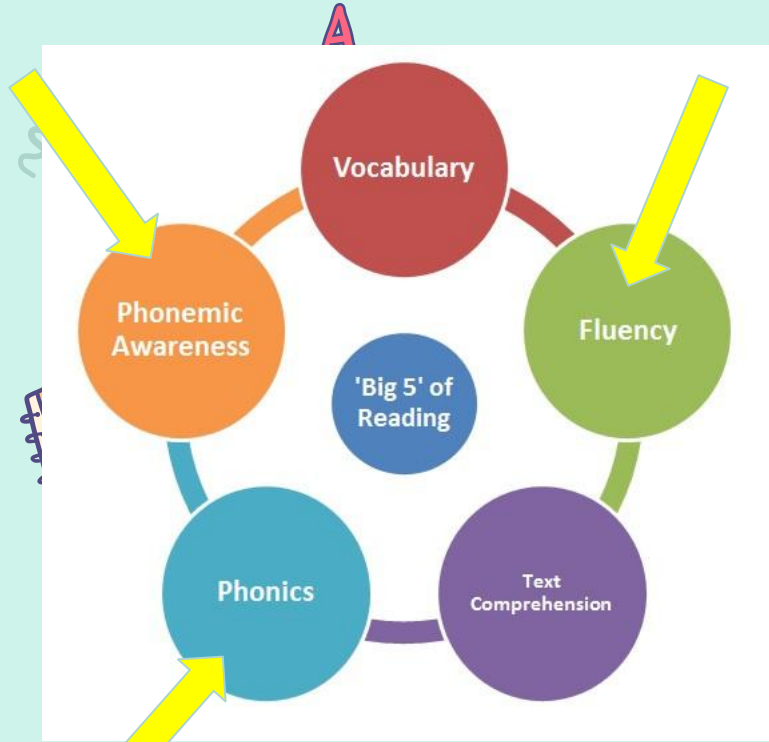 Vocabulary
Phonemic
Awareness
Fluency
'Big 5' of
Reading
Phonics
Text
Comprehension